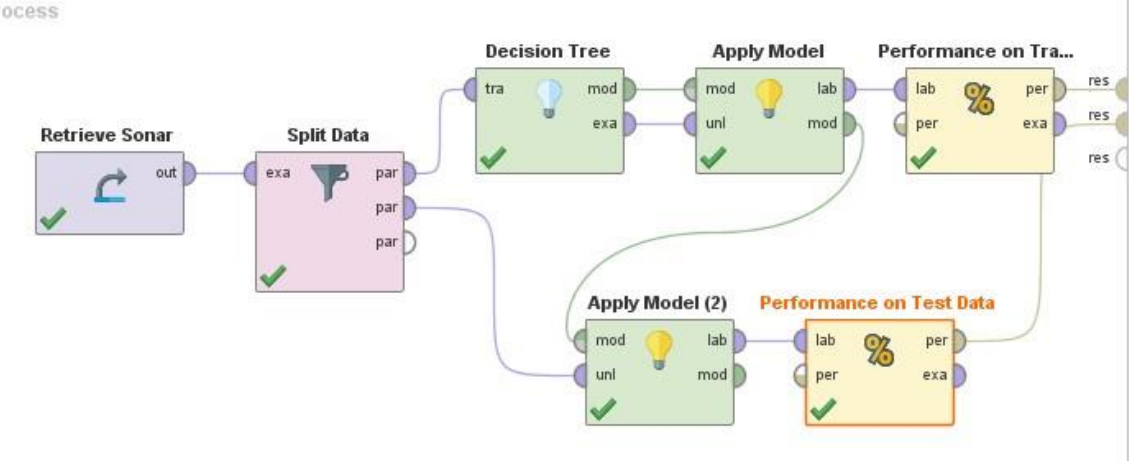 ocess
Decision Tree
Apply Model
Performance on Tra...
tra
mod
exa
mod
unl
lab
mod
lab
per
per
exa
res
res
res
Retrieve Sonar
Split Data
out
exa
par
par
par
Apply Model (2)
Performance on Test Data
mod
unl
lab
mod
lab
per
per
exa